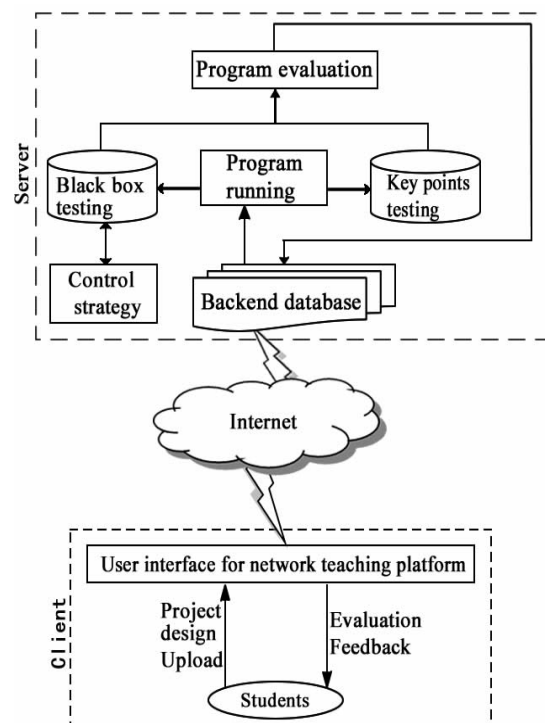 Program evaluation
Server
Black box
testing
Program
running
Key points
testing
Control
strategy
Backend database
Internet
User interface for network teaching platform
Client
Project
design
Upload
Evaluation
Feedback
Students